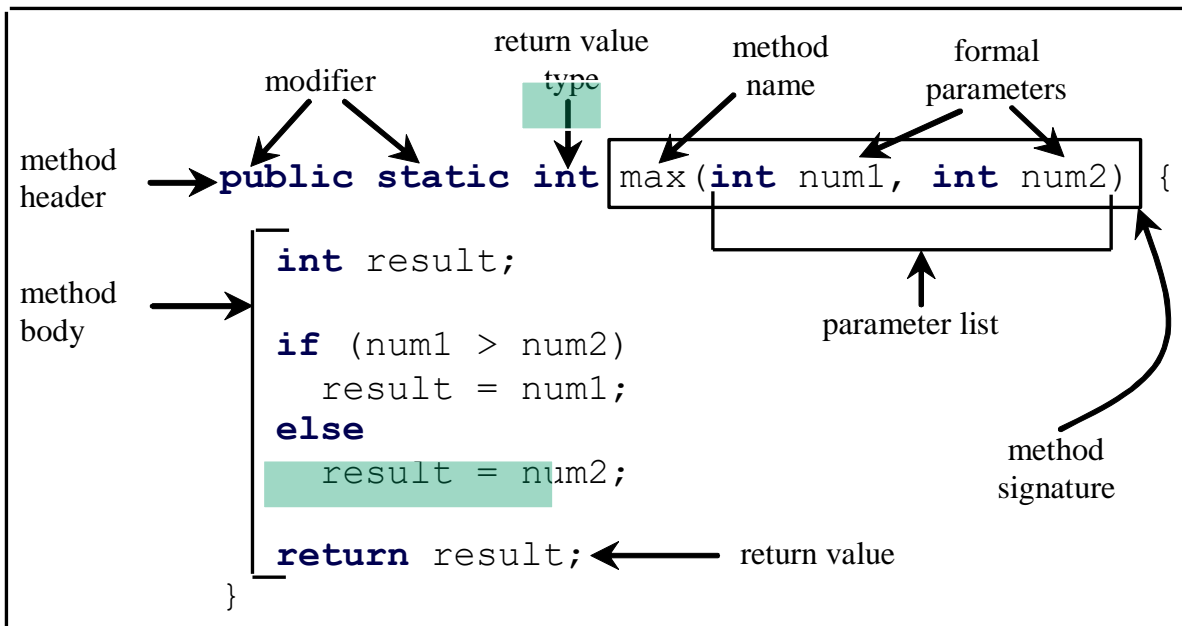 return value
type
modifier
method
name
formal
parameters
method
header
public static int max(int num1, int num2) {
method
body
int result;
if (num1 > num2)
result = num1;
else
result = num2;
return result;
}
parameter list
method
signature
return value